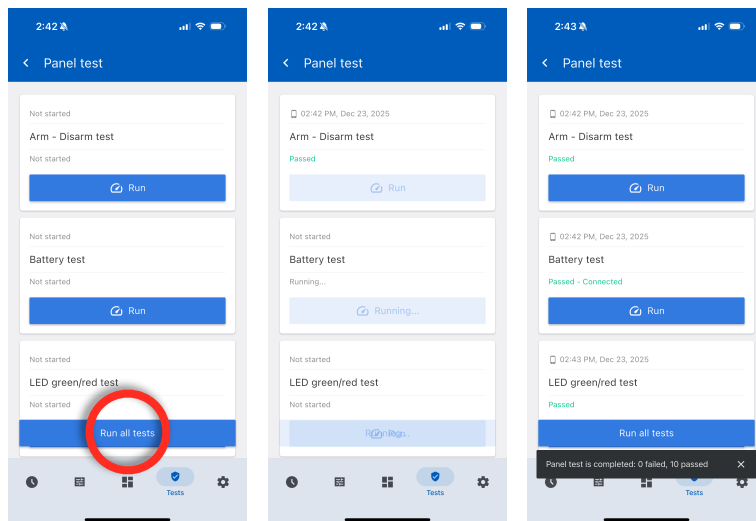 2:42
Panel test
Not started
Arm - Disarm test
Not started
Run
Not started
Battery test
Not started
Run
Not started
LED green/red test
Not started
Run all tests
Tests
2:42
Panel test
02:42 PM, Dec 23, 2025
Arm - Disarm test
Passed
Run
Not started
Battery test
Running...
Running...
Not started
LED green/red test
Not started
Tests
2:43
Panel test
02:42 PM, Dec 23, 2025
Arm - Disarm test
Passed
Run
02:42 PM, Dec 23, 2025
Battery test
Passed - Connected
Run
02:43 PM, Dec 23, 2025
LED green/red test
Passed
Run all tests
Panel test is completed: 0 failed, 10 passed